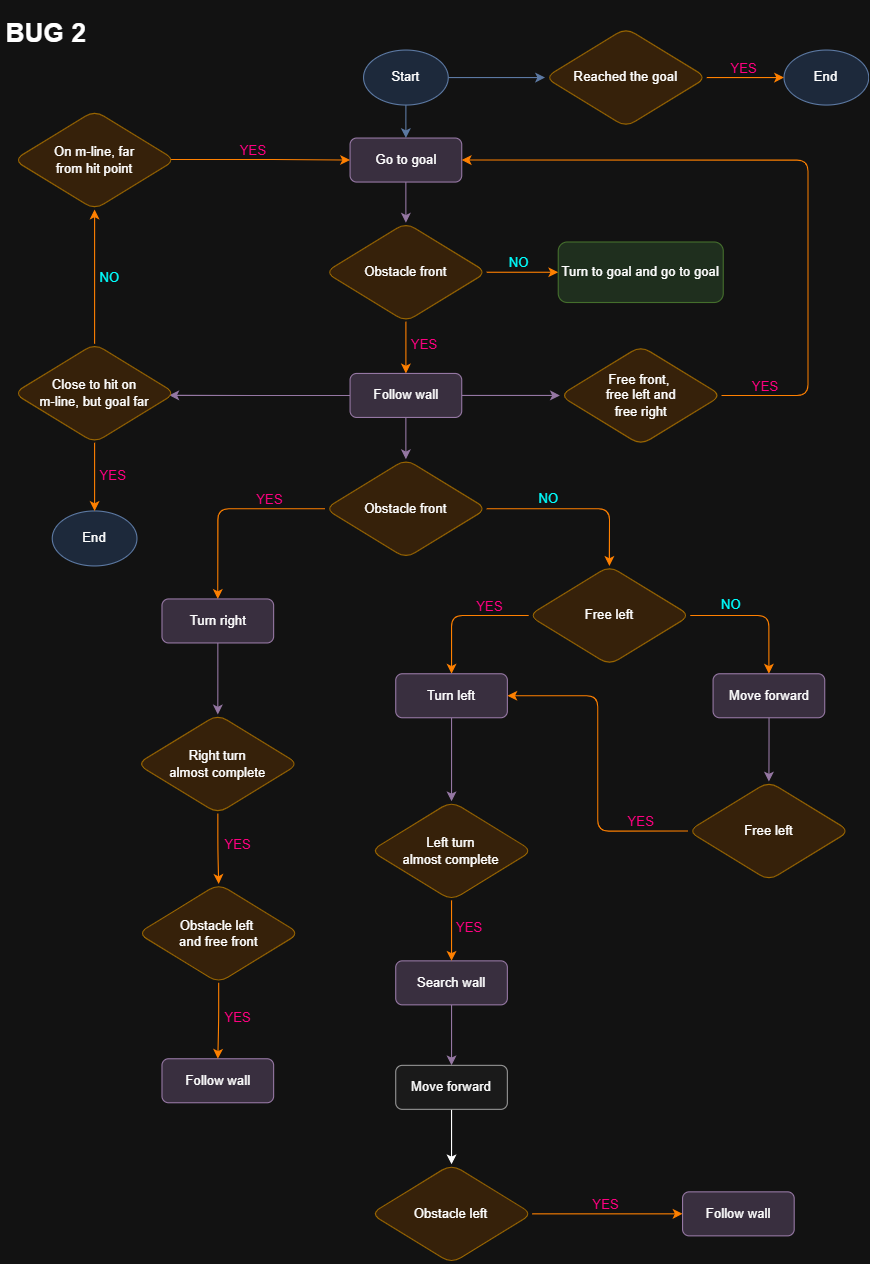 BUG 2
Start
Reached the goal
YES
End
On m-line, far
from hit point
YES
Go to goal
NO
Obstacle front
NO
Turn to goal and go to goal
YES
Close to hit on
m-line, but goal far
Follow wall
Free front,
free left and
free right
YES
YES
End
YES
Obstacle front
NO
Turn right
YES
Free left
NO
Turn left
Move forward
Right turn
almost complete
YES
Left turn
almost complete
YES
Free left
Obstacle left
and free front
YES
Search wall
YES
Follow wall
Move forward
Obstacle left
YES
Follow wall